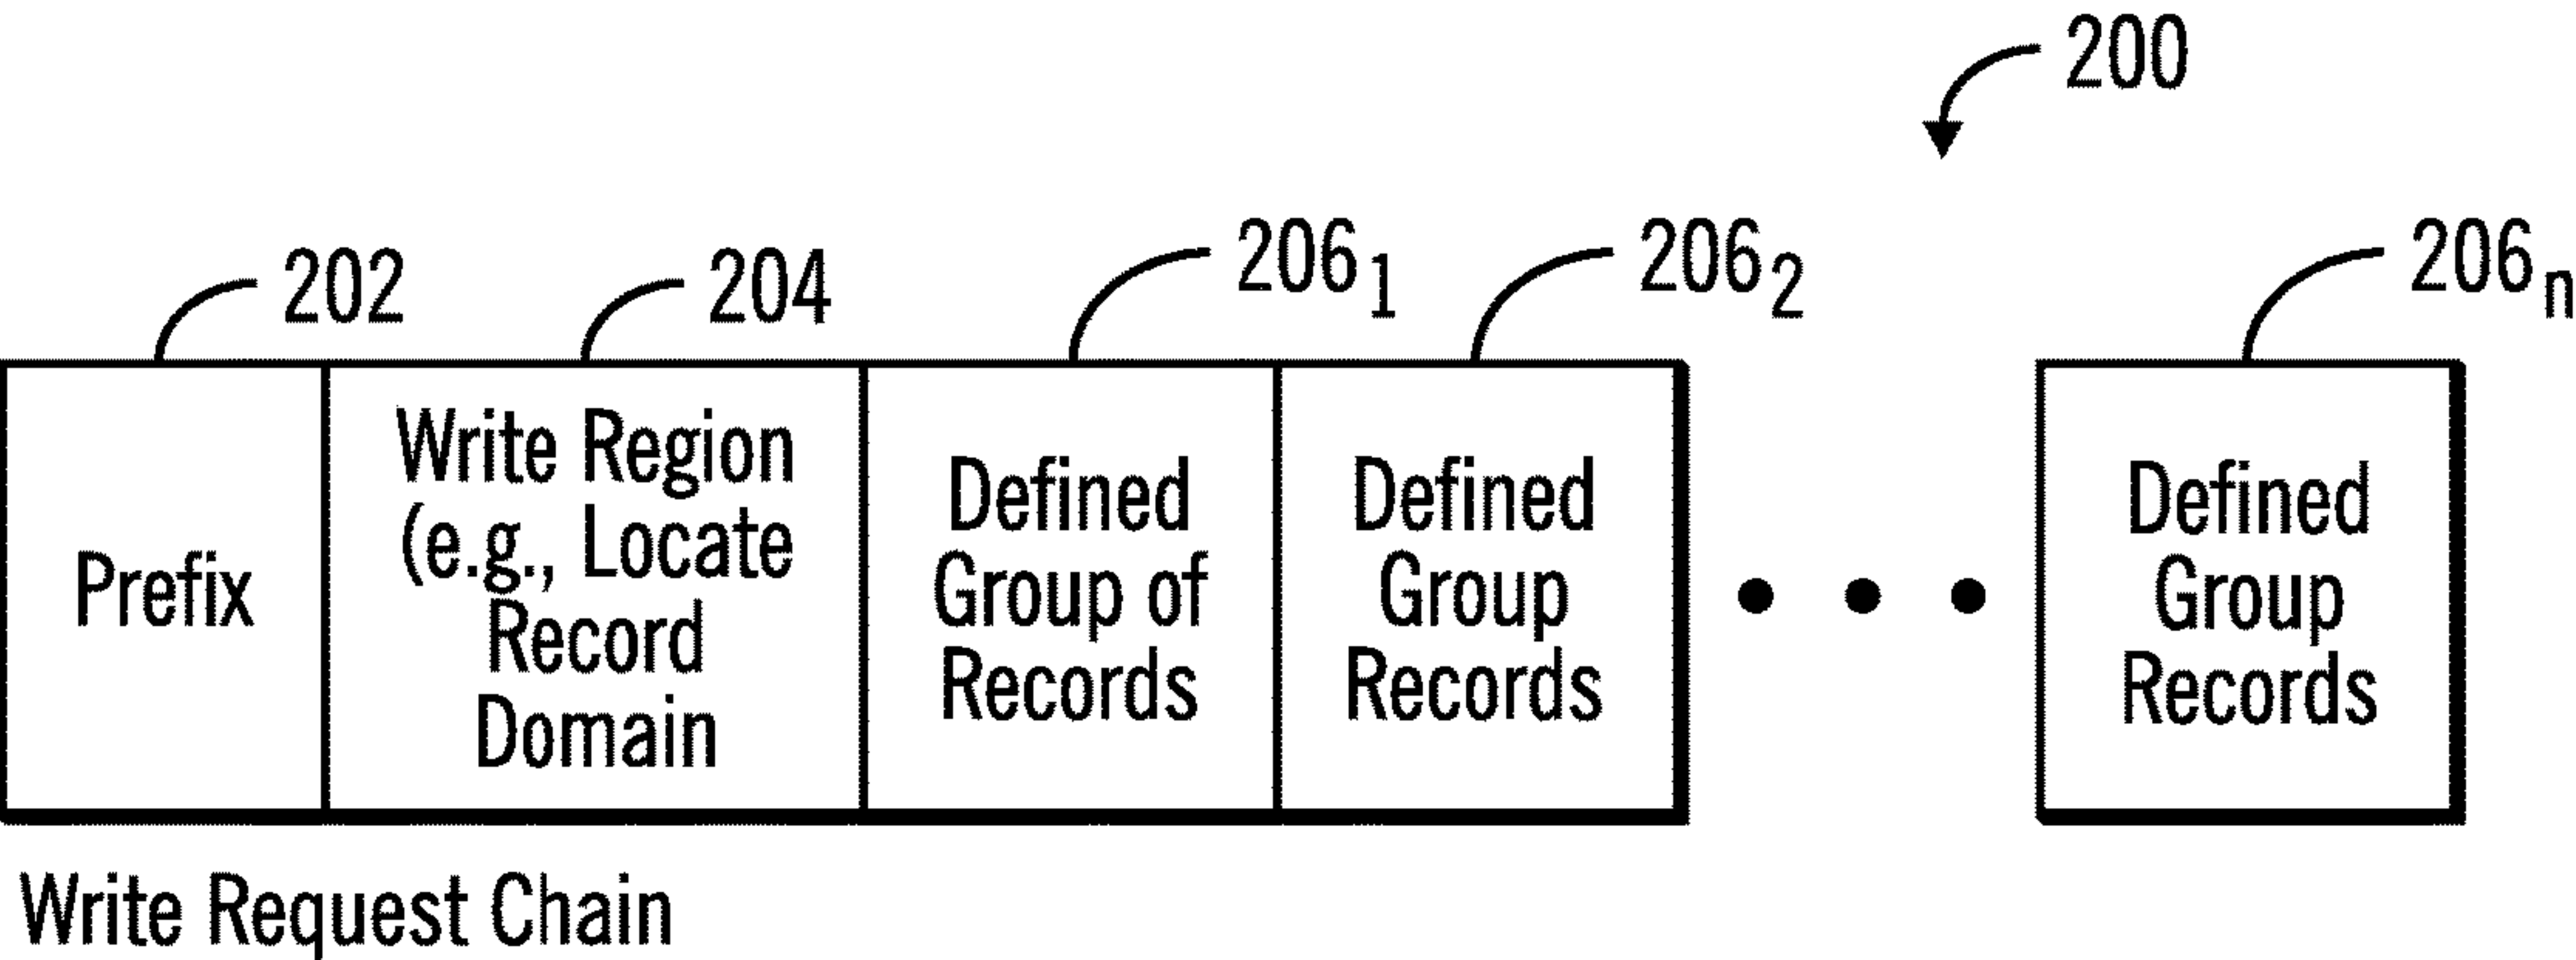 200
202
204
206₁
206₂
206ₙ
Prefix
Write Region
(e.g., Locate
Record
Domain
Defined
Group of
Records
Defined
Group
Records
Defined
Group
Records
Write Request Chain